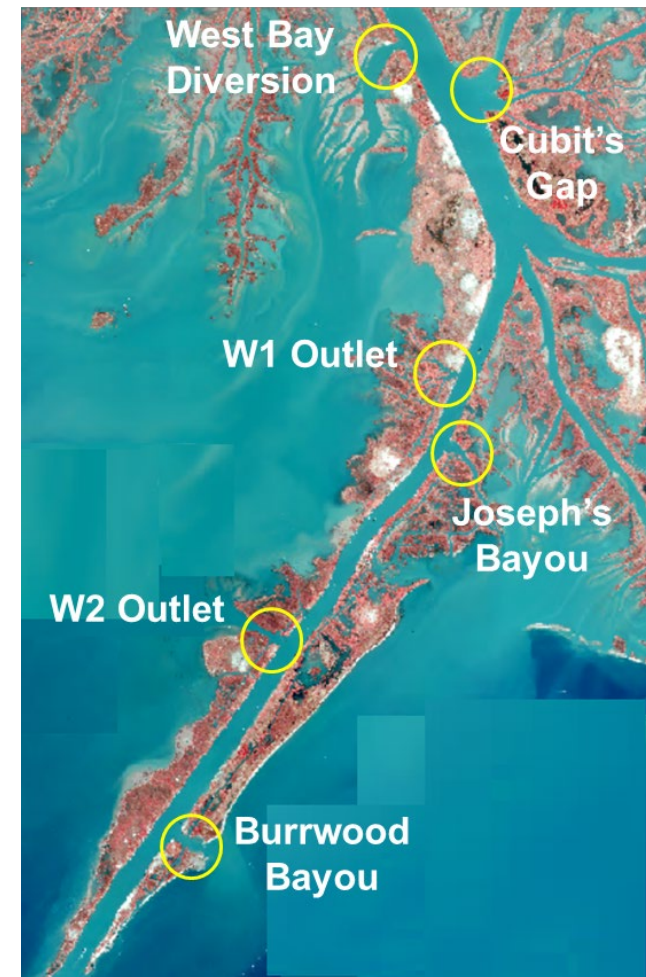 West Bay
Diversion
Cubit's
Gap
W1 Outlet
Joseph's
Bayou
W2 Outlet
Burrwood
Bayou